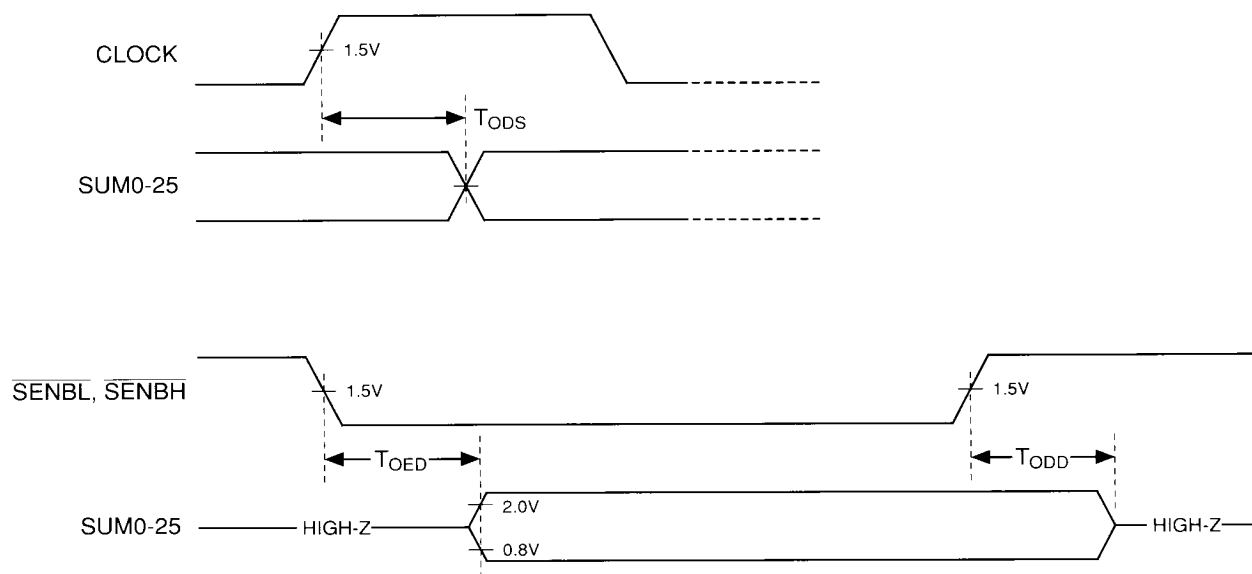 CLOCK
1.5V
TODS
SUM0-25
SENBL, SENBH
1.5V
1.5V
TOED
TODD
SUM0-25
HIGH-Z
2.0V
0.8V
HIGH-Z